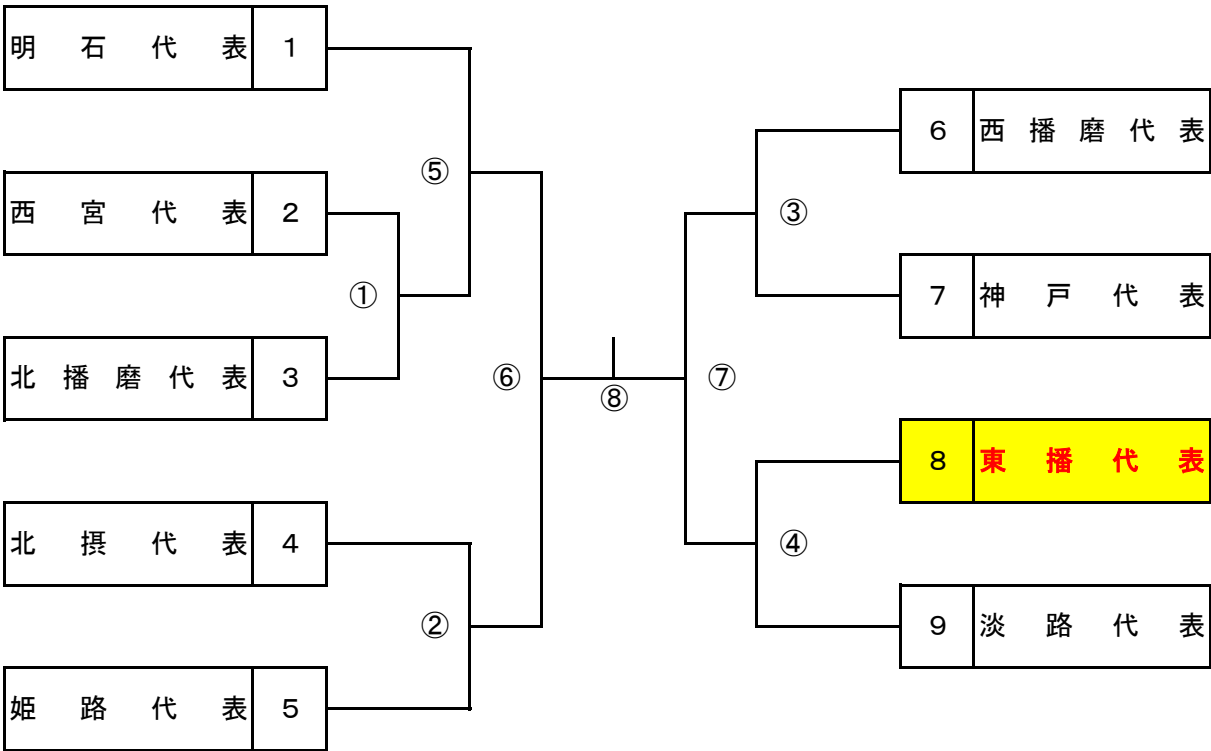 明石代表 1
⑤
西宮代表 2
①
北播磨代表 3
⑥
北摂代表 4
②
姫路代表 5
⑧
6 西播磨代表
③
7 神戸代表
⑦
8 東播代表
④
9 淡路代表